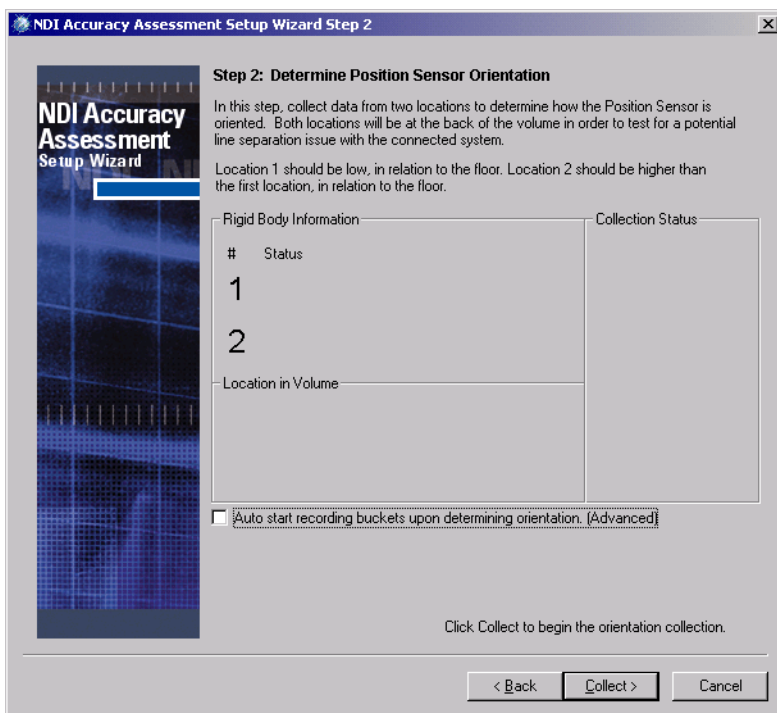 NDI Accuracy Assessment Setup Wizard Step 2
NDI Accuracy
Assessment
Setup Wizard
Step 2: Determine Position Sensor Orientation
In this step, collect data from two locations to determine how the Position Sensor is
oriented. Both locations will be at the back of the volume in order to test for a potential
line separation issue with the connected system.
Location 1 should be low, in relation to the floor. Location 2 should be higher than
the first location, in relation to the floor.
Rigid Body Information
# Status
1
2
Collection Status
Location in Volume
Auto start recording buckets upon determining orientation. (Advanced)
Click Collect to begin the orientation collection.
< Back
Collect >
Cancel